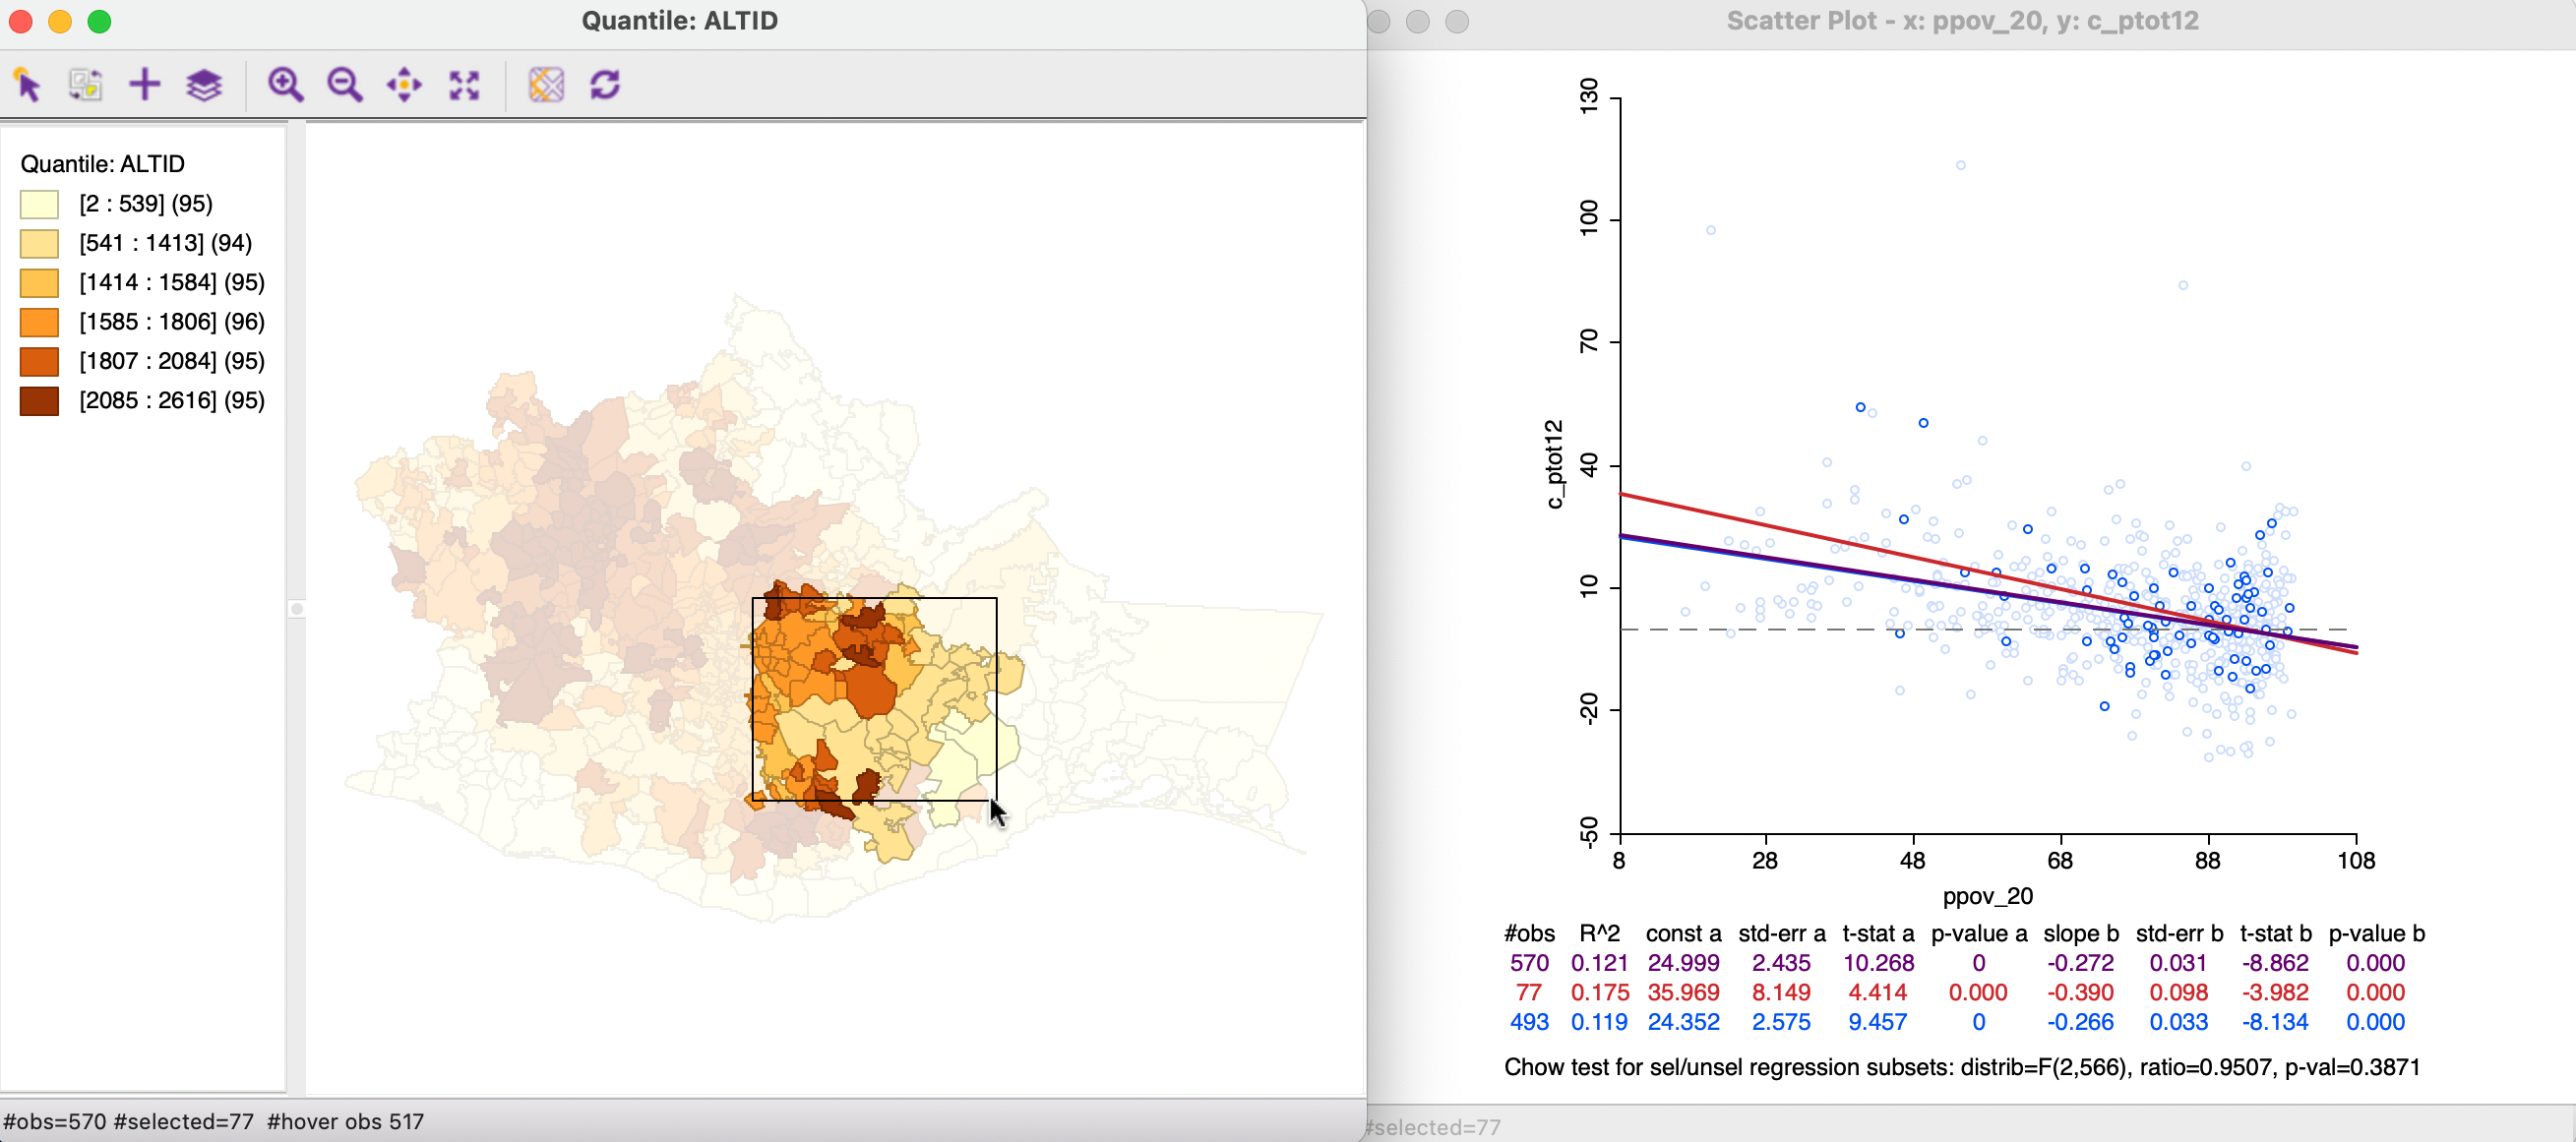 Quantile: ALTID
Quantile: ALTID
[2 : 539] (95)
[541 : 1413] (94)
[1414 : 1584] (95)
[1585 : 1806] (96)
[1807 : 2084] (95)
[2085 : 2616] (95)
#obs=570 #selected=77 #hover obs 517
Scatter Plot - x: ppov_20, y: c_ptot12
130
100
70
40
10
-20
-50
c_ptot12
8 28 48 68 88 108
ppov_20
#obs R^2 const a std-err a t-stat a p-value a slope b std-err b t-stat b p-value b
570 0.121 24.999 2.435 10.268 0 -0.272 0.031 -8.862 0.000
77 0.175 35.969 8.149 4.414 0.000 -0.390 0.098 -3.982 0.000
493 0.119 24.352 2.575 9.457 0 -0.266 0.033 -8.134 0.000
Chow test for sel/unsel regression subsets: distrib=F(2,566), ratio=0.9507, p-val=0.3871
#selected=77